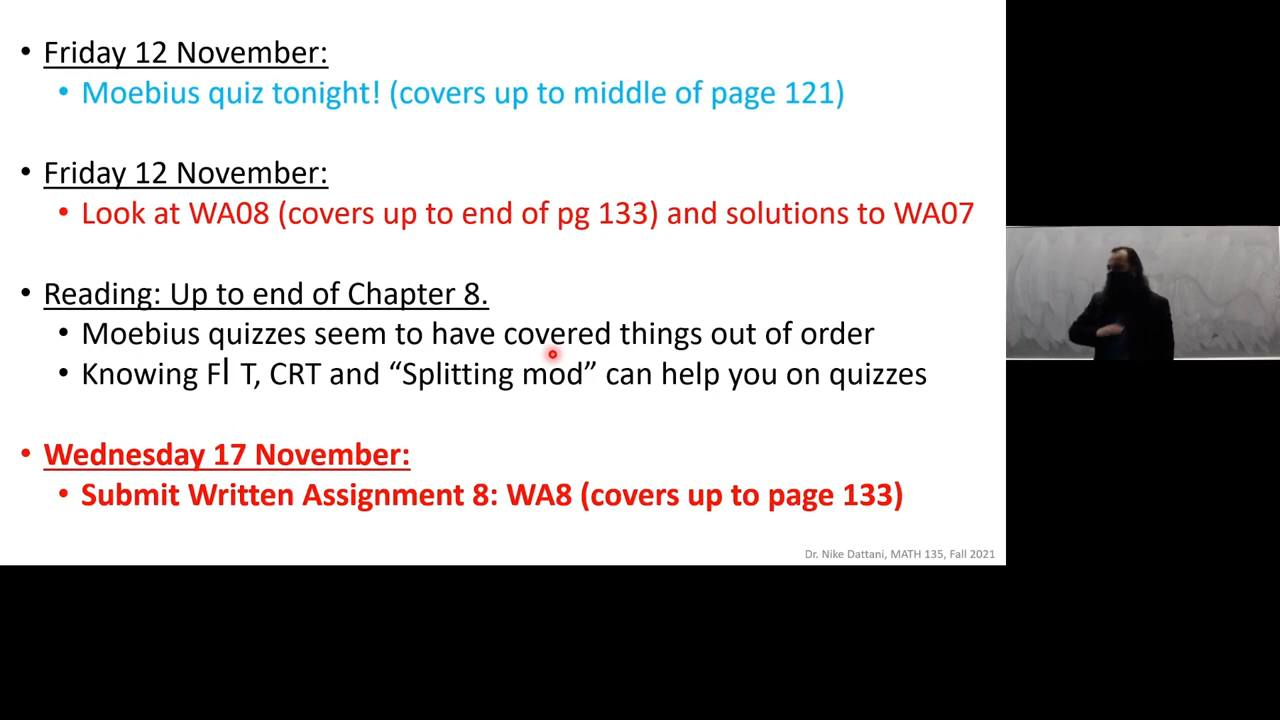 • Friday 12 November:
• Moebius quiz tonight! (covers up to middle of page 121)
• Friday 12 November:
• Look at WA08 (covers up to end of pg 133) and solutions to WA07
• Reading: Up to end of Chapter 8.
• Moebius quizzes seem to have covered things out of order
• Knowing Fl T, CRT and “Splitting mod” can help you on quizzes
• Wednesday 17 November:
• Submit Written Assignment 8: WA8 (covers up to page 133)
Dr. Nike Dattani, MATH 135, Fall 2021